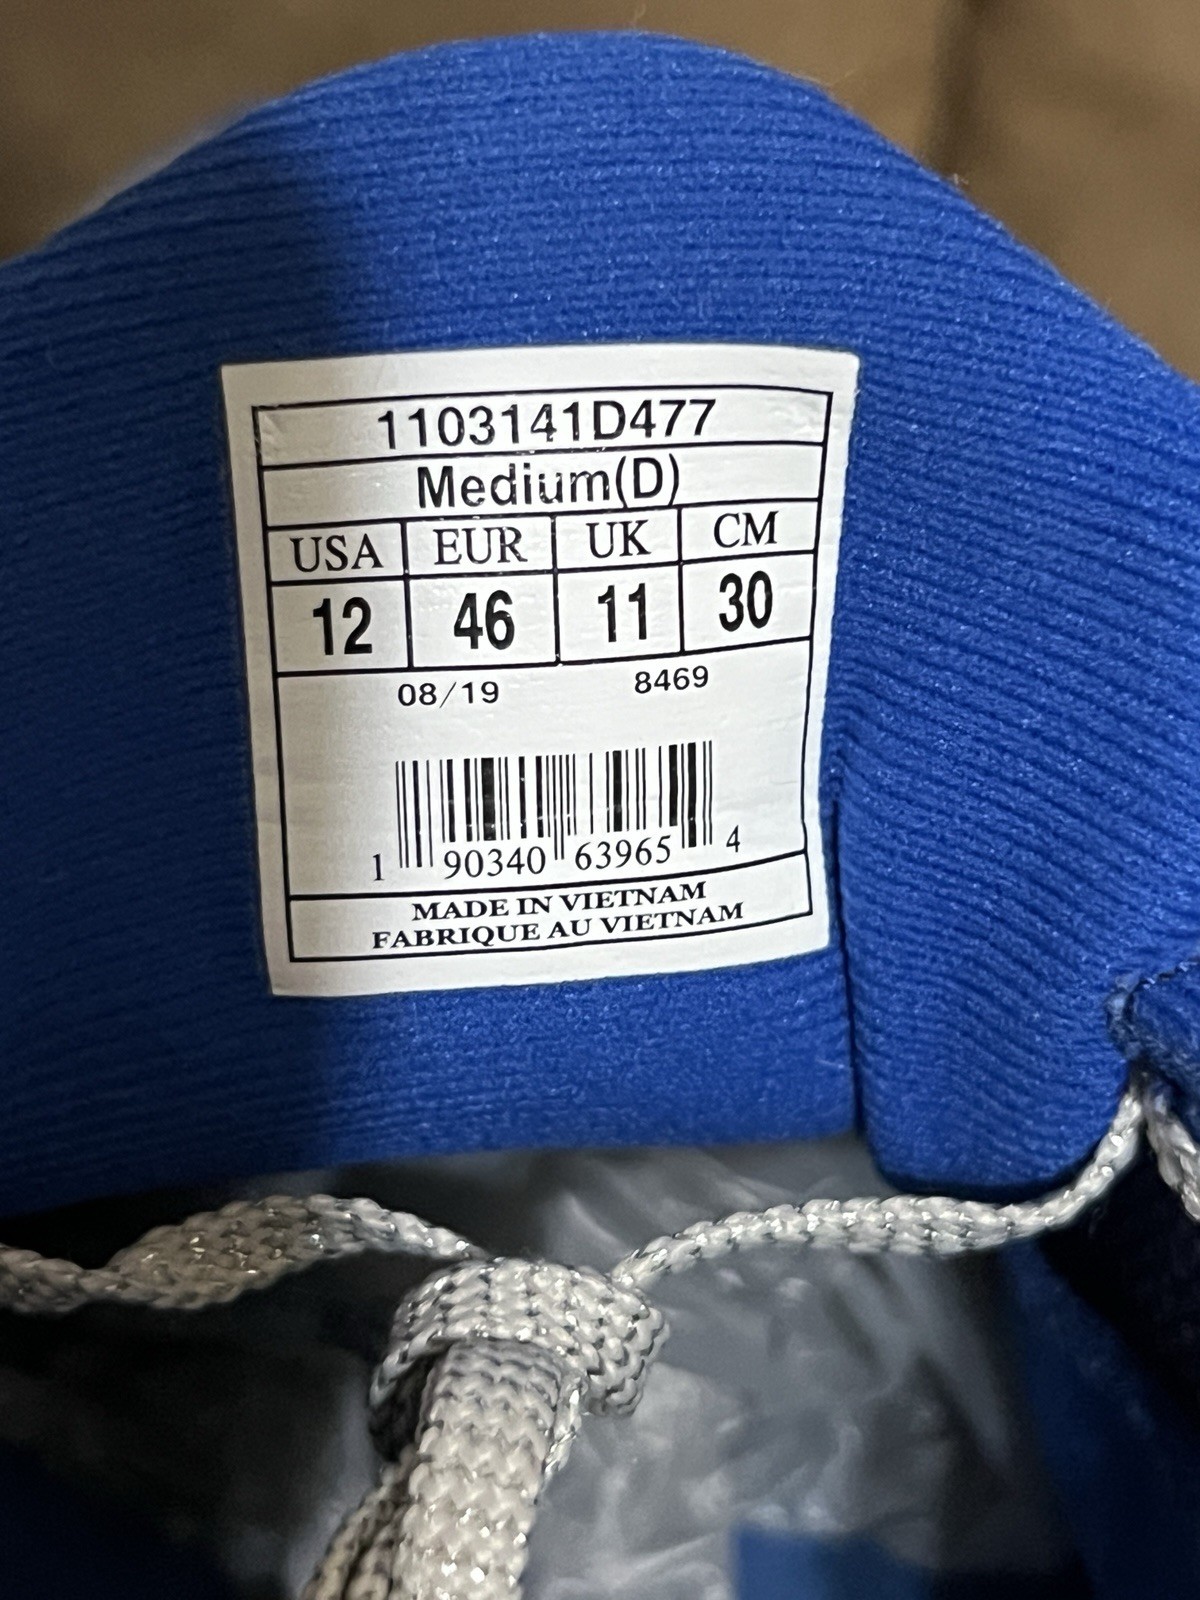 1103141D477
Medium(D)
USA EUR UK CM
12 46 11 30
08/19 8469
1 90340 63965 4
MADE IN VIETNAM
FABRIQUE AU VIETNAM